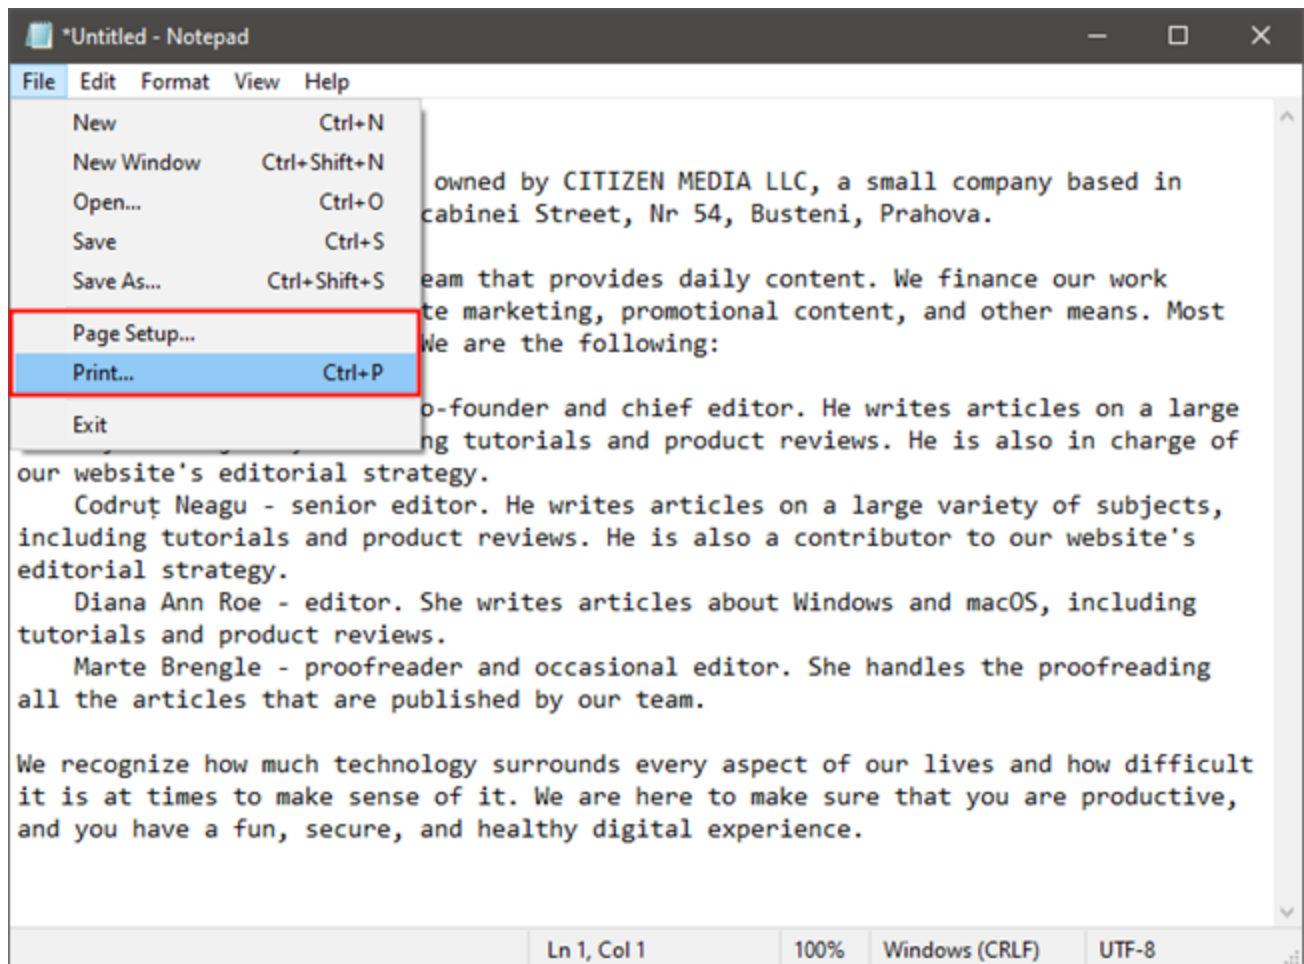 *Untitled - Notepad
File Edit Format View Help
New Ctrl+N
New Window Ctrl+Shift+N
Open... Ctrl+O
Save Ctrl+S
Save As... Ctrl+Shift+S
Page Setup...
Print... Ctrl+P
Exit
owned by CITIZEN MEDIA LLC, a small company based in
Street, Nr 54, Busteni, Prahova.
that provides daily content. We finance our work
marketing, promotional content, and other means. Most
We are the following:
o-founder and chief editor. He writes articles on a large
tutorials and product reviews. He is also in charge of
our website's editorial strategy.
Codruț Neagu - senior editor. He writes articles on a large variety of subjects,
including tutorials and product reviews. He is also a contributor to our website's
editorial strategy.
Diana Ann Roe - editor. She writes articles about Windows and macOS, including
tutorials and product reviews.
Marte Brengle - proofreader and occasional editor. She handles the proofreading
all the articles that are published by our team.
We recognize how much technology surrounds every aspect of our lives and how difficult
it is at times to make sense of it. We are here to make sure that you are productive,
and you have a fun, secure, and healthy digital experience.
Ln 1, Col 1 100% Windows (CRLF) UTF-8